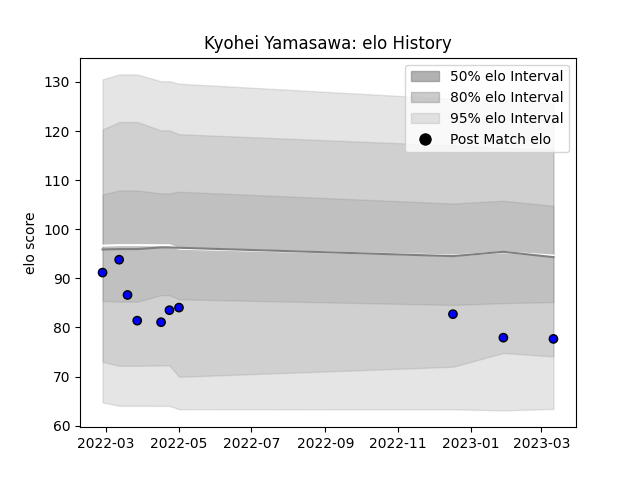 Kyohei Yamasawa: elo History
50% elo Interval
80% elo Interval
95% elo Interval
Post Match elo
elo score
130
120
110
100
90
80
70
60
2022-03
2022-05
2022-07
2022-09
2022-11
2023-01
2023-03